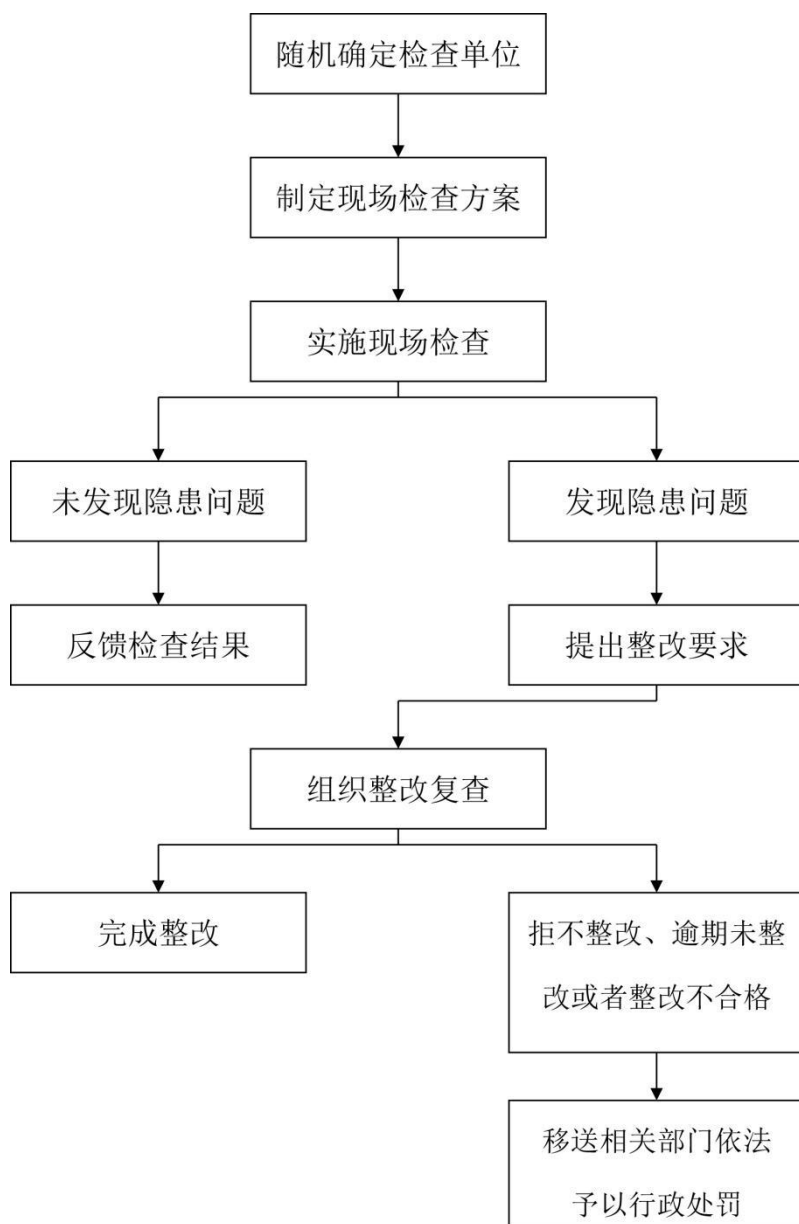 随机确定检查单位
制定现场检查方案
实施现场检查
未发现隐患问题
发现隐患问题
反馈检查结果
提出整改要求
组织整改复查
完成整改
拒不整改、逾期未整
改或者整改不合格
移送相关部门依法
予以行政处罚